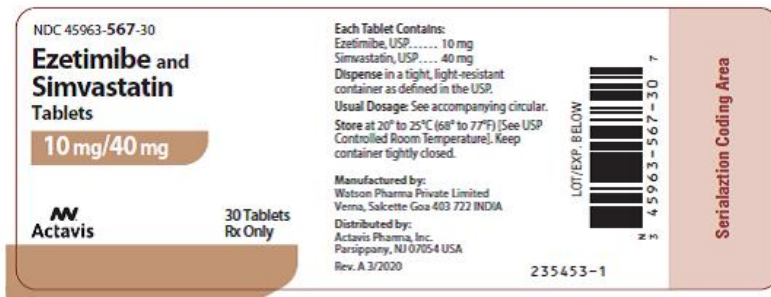 NDC 45963-567-30
Ezetimibe and
Simvastatin
Tablets
10 mg/40 mg
Actavis
30 Tablets
Rx Only
Each Tablet Contains:
Ezetimibe, USP...... 10 mg
Simvastatin, USP.... 40 mg
Dispense in a tight, light-resistant
container as defined in the USP.
Usual Dosage: See accompanying circular.
Store at 20° to 25°C (68° to 77°F) [See USP
Controlled Room Temperature]. Keep
container tightly closed.
Manufactured by:
Watson Pharma Private Limited
Verna, Salcette Goa 403 722 INDIA
Distributed by:
Actavis Pharma, Inc.
Parsippany, NJ 07054 USA
Rev. A 3/2020
235453-1
LOT/EXP. BELOW
N
3 45963-567-30 7
Serialaztion Coding Area